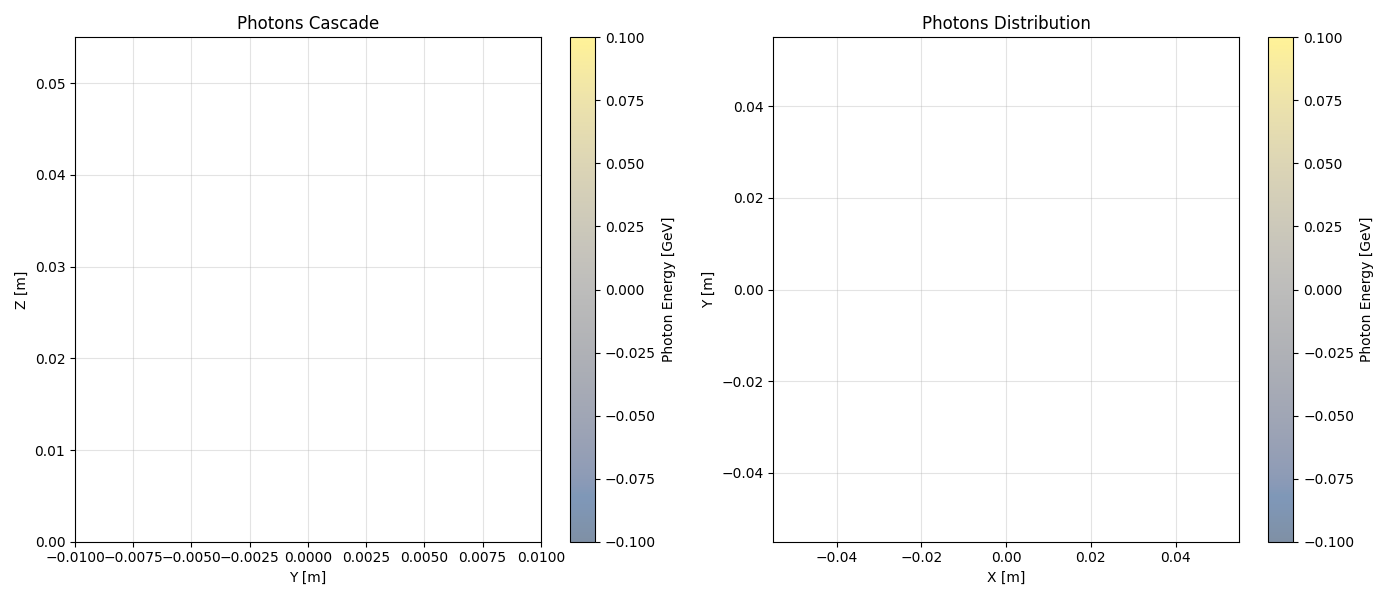 Photons Cascade
0.05
0.04
0.03
0.02
0.01
0.00
Z [m]
−0.0100 −0.0075 −0.0050 −0.0025 0.0000 0.0025 0.0050 0.0075 0.0100
Y [m]
0.100
0.075
0.050
0.025
0.000
−0.025
−0.050
−0.075
−0.100
Photon Energy [GeV]
Photons Distribution
0.04
0.02
0.00
−0.02
−0.04
Y [m]
−0.04 −0.02 0.00 0.02 0.04
X [m]
0.100
0.075
0.050
0.025
0.000
−0.025
−0.050
−0.075
−0.100
Photon Energy [GeV]